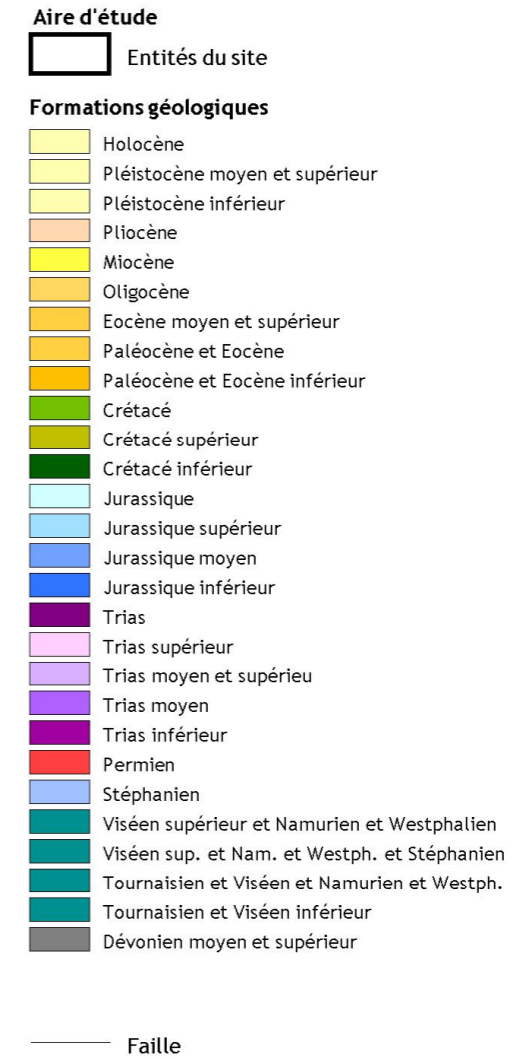 Aire d'étude
Entités du site
Formations géologiques
Holocène
Pléistocène moyen et supérieur
Pléistocène inférieur
Pliocène
Miocène
Oligocène
Eocène moyen et supérieur
Paléocène et Eocène
Paléocène et Eocène inférieur
Crétacé
Crétacé supérieur
Crétacé inférieur
Jurassique
Jurassique supérieur
Jurassique moyen
Jurassique inférieur
Trias
Trias supérieur
Trias moyen et supérieu
Trias moyen
Trias inférieur
Permien
Stéphanien
Viséen supérieur et Namurien et Westphalien
Viséen sup. et Nam. et Westph. et Stéphanien
Tournaisien et Viséen et Namurien et Westph.
Tournaisien et Viséen inférieur
Dévonien moyen et supérieur
Faille